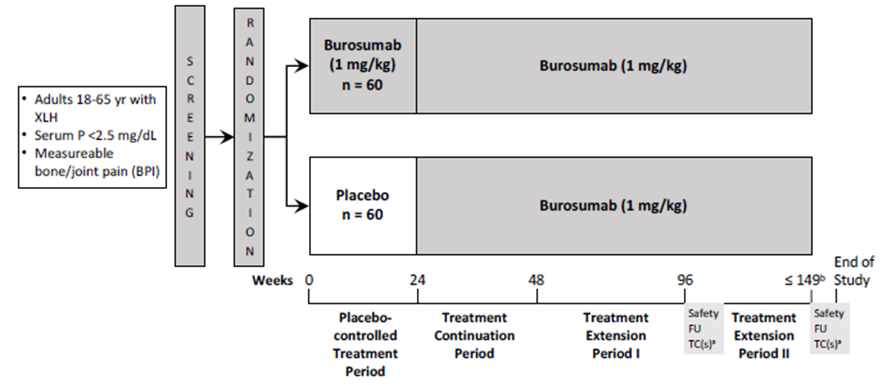 • Adults 18-65 yr with
XLH
• Serum P <2.5 mg/dL
• Measureable
bone/joint pain (BPI)
SCREENING
RANDOMIZATION
Burosumab
(1 mg/kg)
n = 60
Burosumab (1 mg/kg)
Placebo
n = 60
Burosumab (1 mg/kg)
Weeks 0 24 48 96 ≤ 149ᵇ
End of
Study
Placebo-
controlled
Treatment
Period
Treatment
Continuation
Period
Treatment
Extension
Period I
Safety
FU
TC(s)ᵃ
Treatment
Extension
Period II
Safety
FU
TC(s)ᵃ